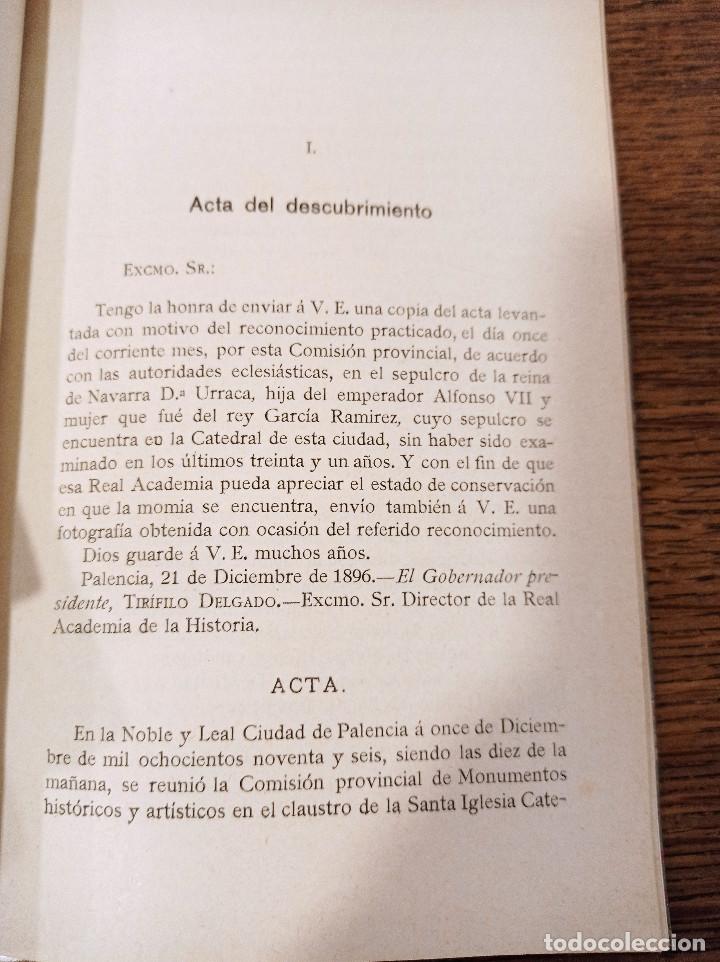 I.
Acta del descubrimiento
EXCMO. SR.:
Tengo la honra de enviar á V. E. una copia del acta levan-
tada con motivo del reconocimiento practicado, el día once
del corriente mes, por esta Comisión provincial, de acuerdo
con las autoridades eclesiásticas, en el sepulcro de la reina
de Navarra D.ª Urraca, hija del emperador Alfonso VII y
mujer que fué del rey García Ramirez, cuyo sepulcro se
encuentra en la Catedral de esta ciudad, sin haber sido exa-
minado en los últimos treinta y un años. Y con el fin de que
esa Real Academia pueda apreciar el estado de conservación
en que la momia se encuentra, envío también á V. E. una
fotografía obtenida con ocasión del referido reconocimiento.
Dios guarde á V. E. muchos años.
Palencia, 21 de Diciembre de 1896.—El Gobernador pre-
sidente, TIRÍFILO DELGADO.—Excmo. Sr. Director de la Real
Academia de la Historia.
ACTA.
En la Noble y Leal Ciudad de Palencia á once de Diciem-
bre de mil ochocientos noventa y seis, siendo las diez de la
mañana, se reunió la Comisión provincial de Monumentos
históricos y artísticos en el claustro de la Santa Iglesia Cate-
todocoleccion